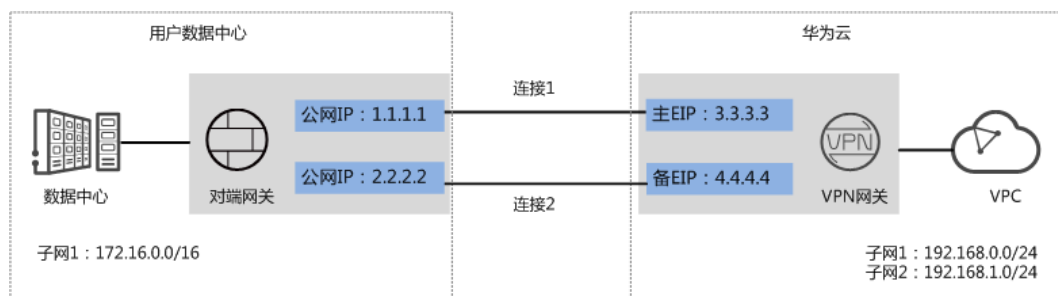 用户数据中心
华为云
连接1
公网IP：1.1.1.1
主EIP：3.3.3.3
VPN
公网IP：2.2.2.2
备EIP：4.4.4.4
数据中心
对端网关
连接2
VPN网关
VPC
子网1：172.16.0.0/16
子网1：192.168.0.0/24
子网2：192.168.1.0/24